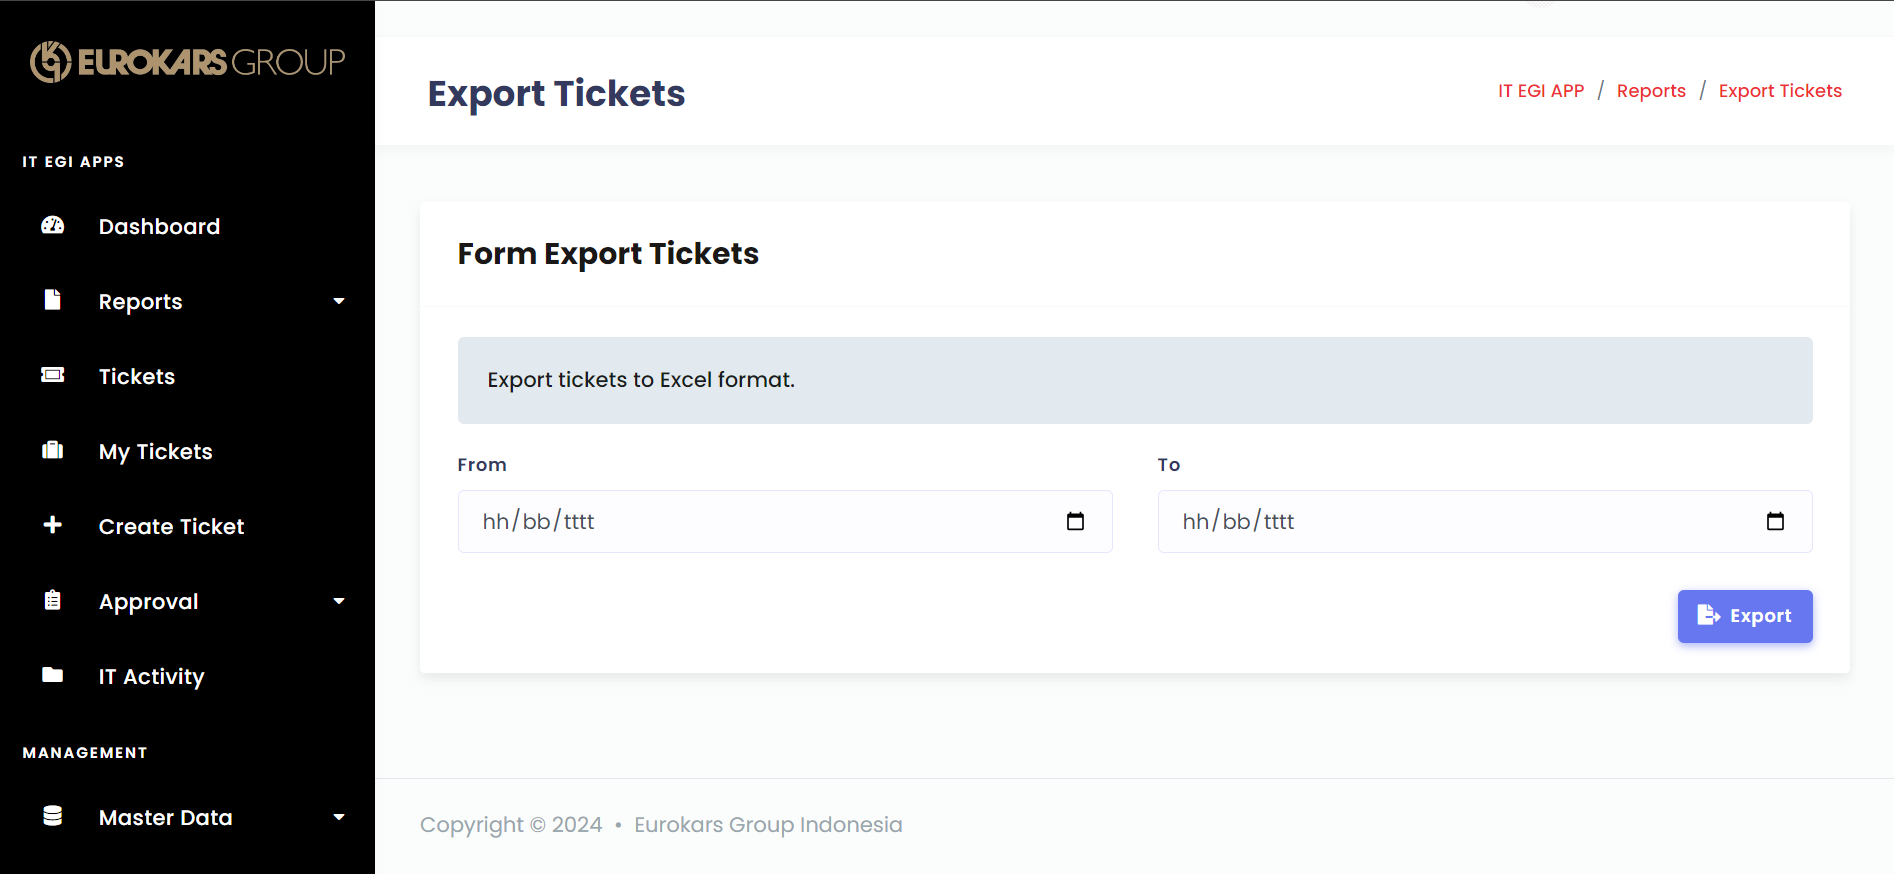 EUROKARS GROUP
IT EGI APPS
Dashboard
Reports
Tickets
My Tickets
Create Ticket
Approval
IT Activity
MANAGEMENT
Master Data
Export Tickets
IT EGI APP / Reports / Export Tickets
Form Export Tickets
Export tickets to Excel format.
From
hh/bb/tttt
To
hh/bb/tttt
Export
Copyright © 2024 • Eurokars Group Indonesia